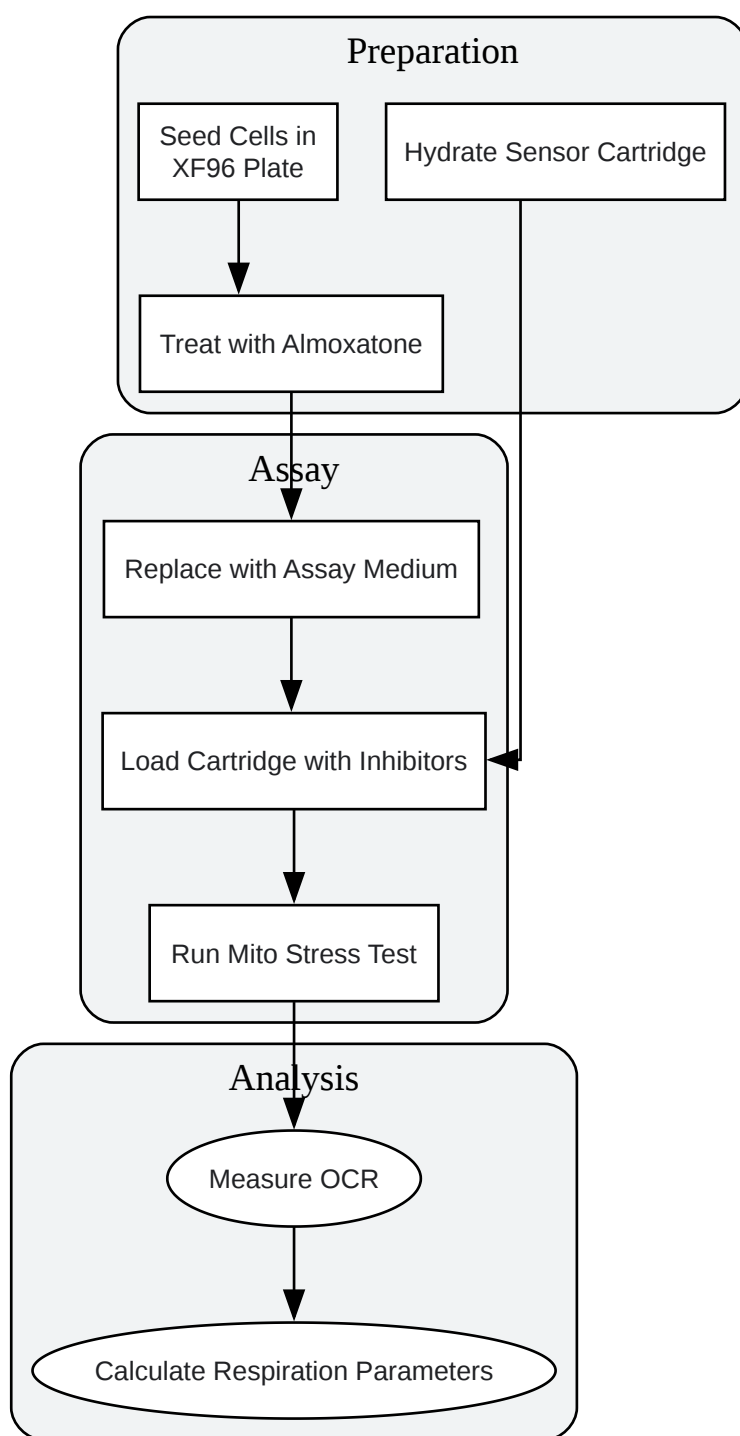 Preparation
Seed Cells in
XF96 Plate
Hydrate Sensor Cartridge
Treat with Almoxatone
Assay
Replace with Assay Medium
Load Cartridge with Inhibitors
Run Mito Stress Test
Analysis
Measure OCR
Calculate Respiration Parameters